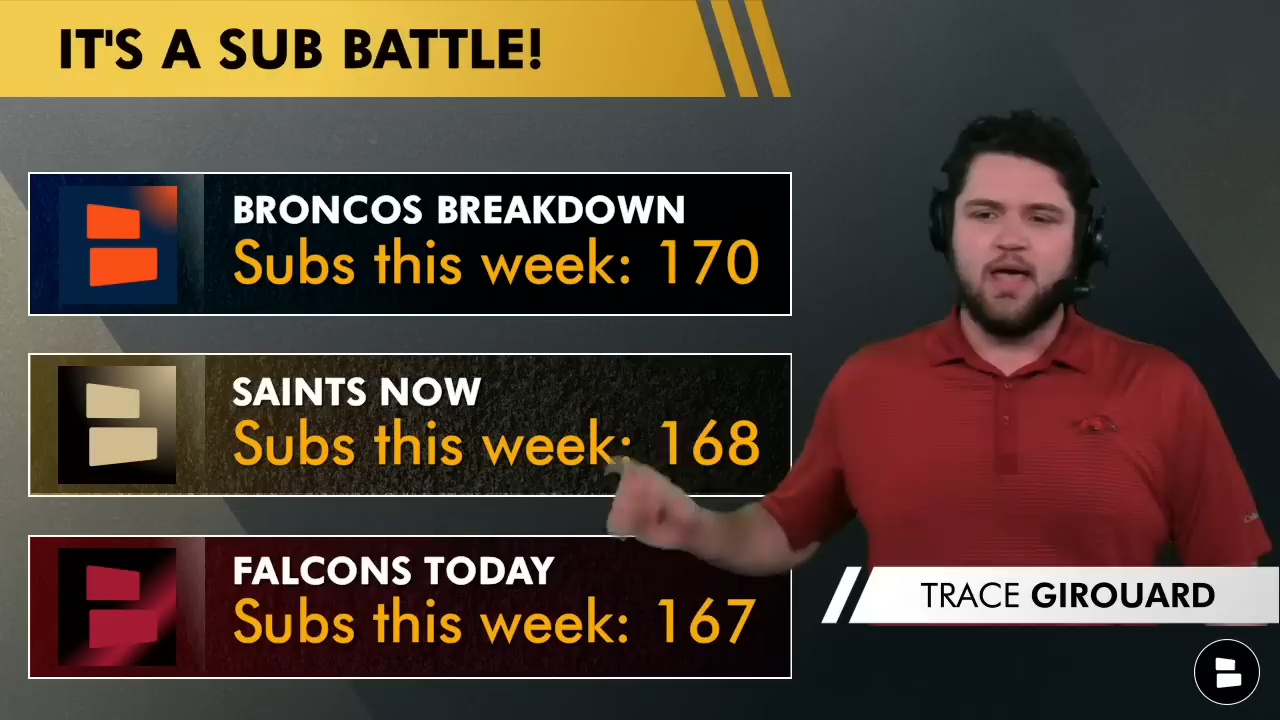 IT'S A SUB BATTLE!
BRONCOS BREAKDOWN
Subs this week: 170
SAINTS NOW
Subs this week: 168
FALCONS TODAY
Subs this week: 167
TRACE GIROUARD